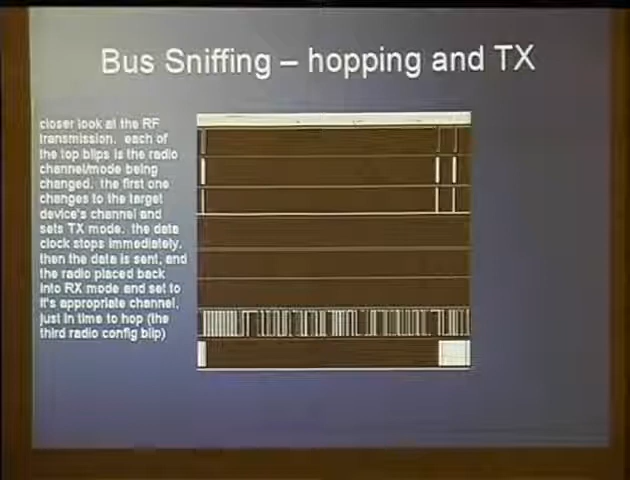 Bus Sniffing – hopping and TX
closer look at the RF
transmission. each of
the top blips is the radio
channel/mode being
changed. the first one
changes to the target
device's channel and
sets TX mode. the data
clock stops immediately.
then the data is sent, and
the radio placed back
into RX mode and set to
it's appropriate channel,
just in time to hop (the
third radio config blip)